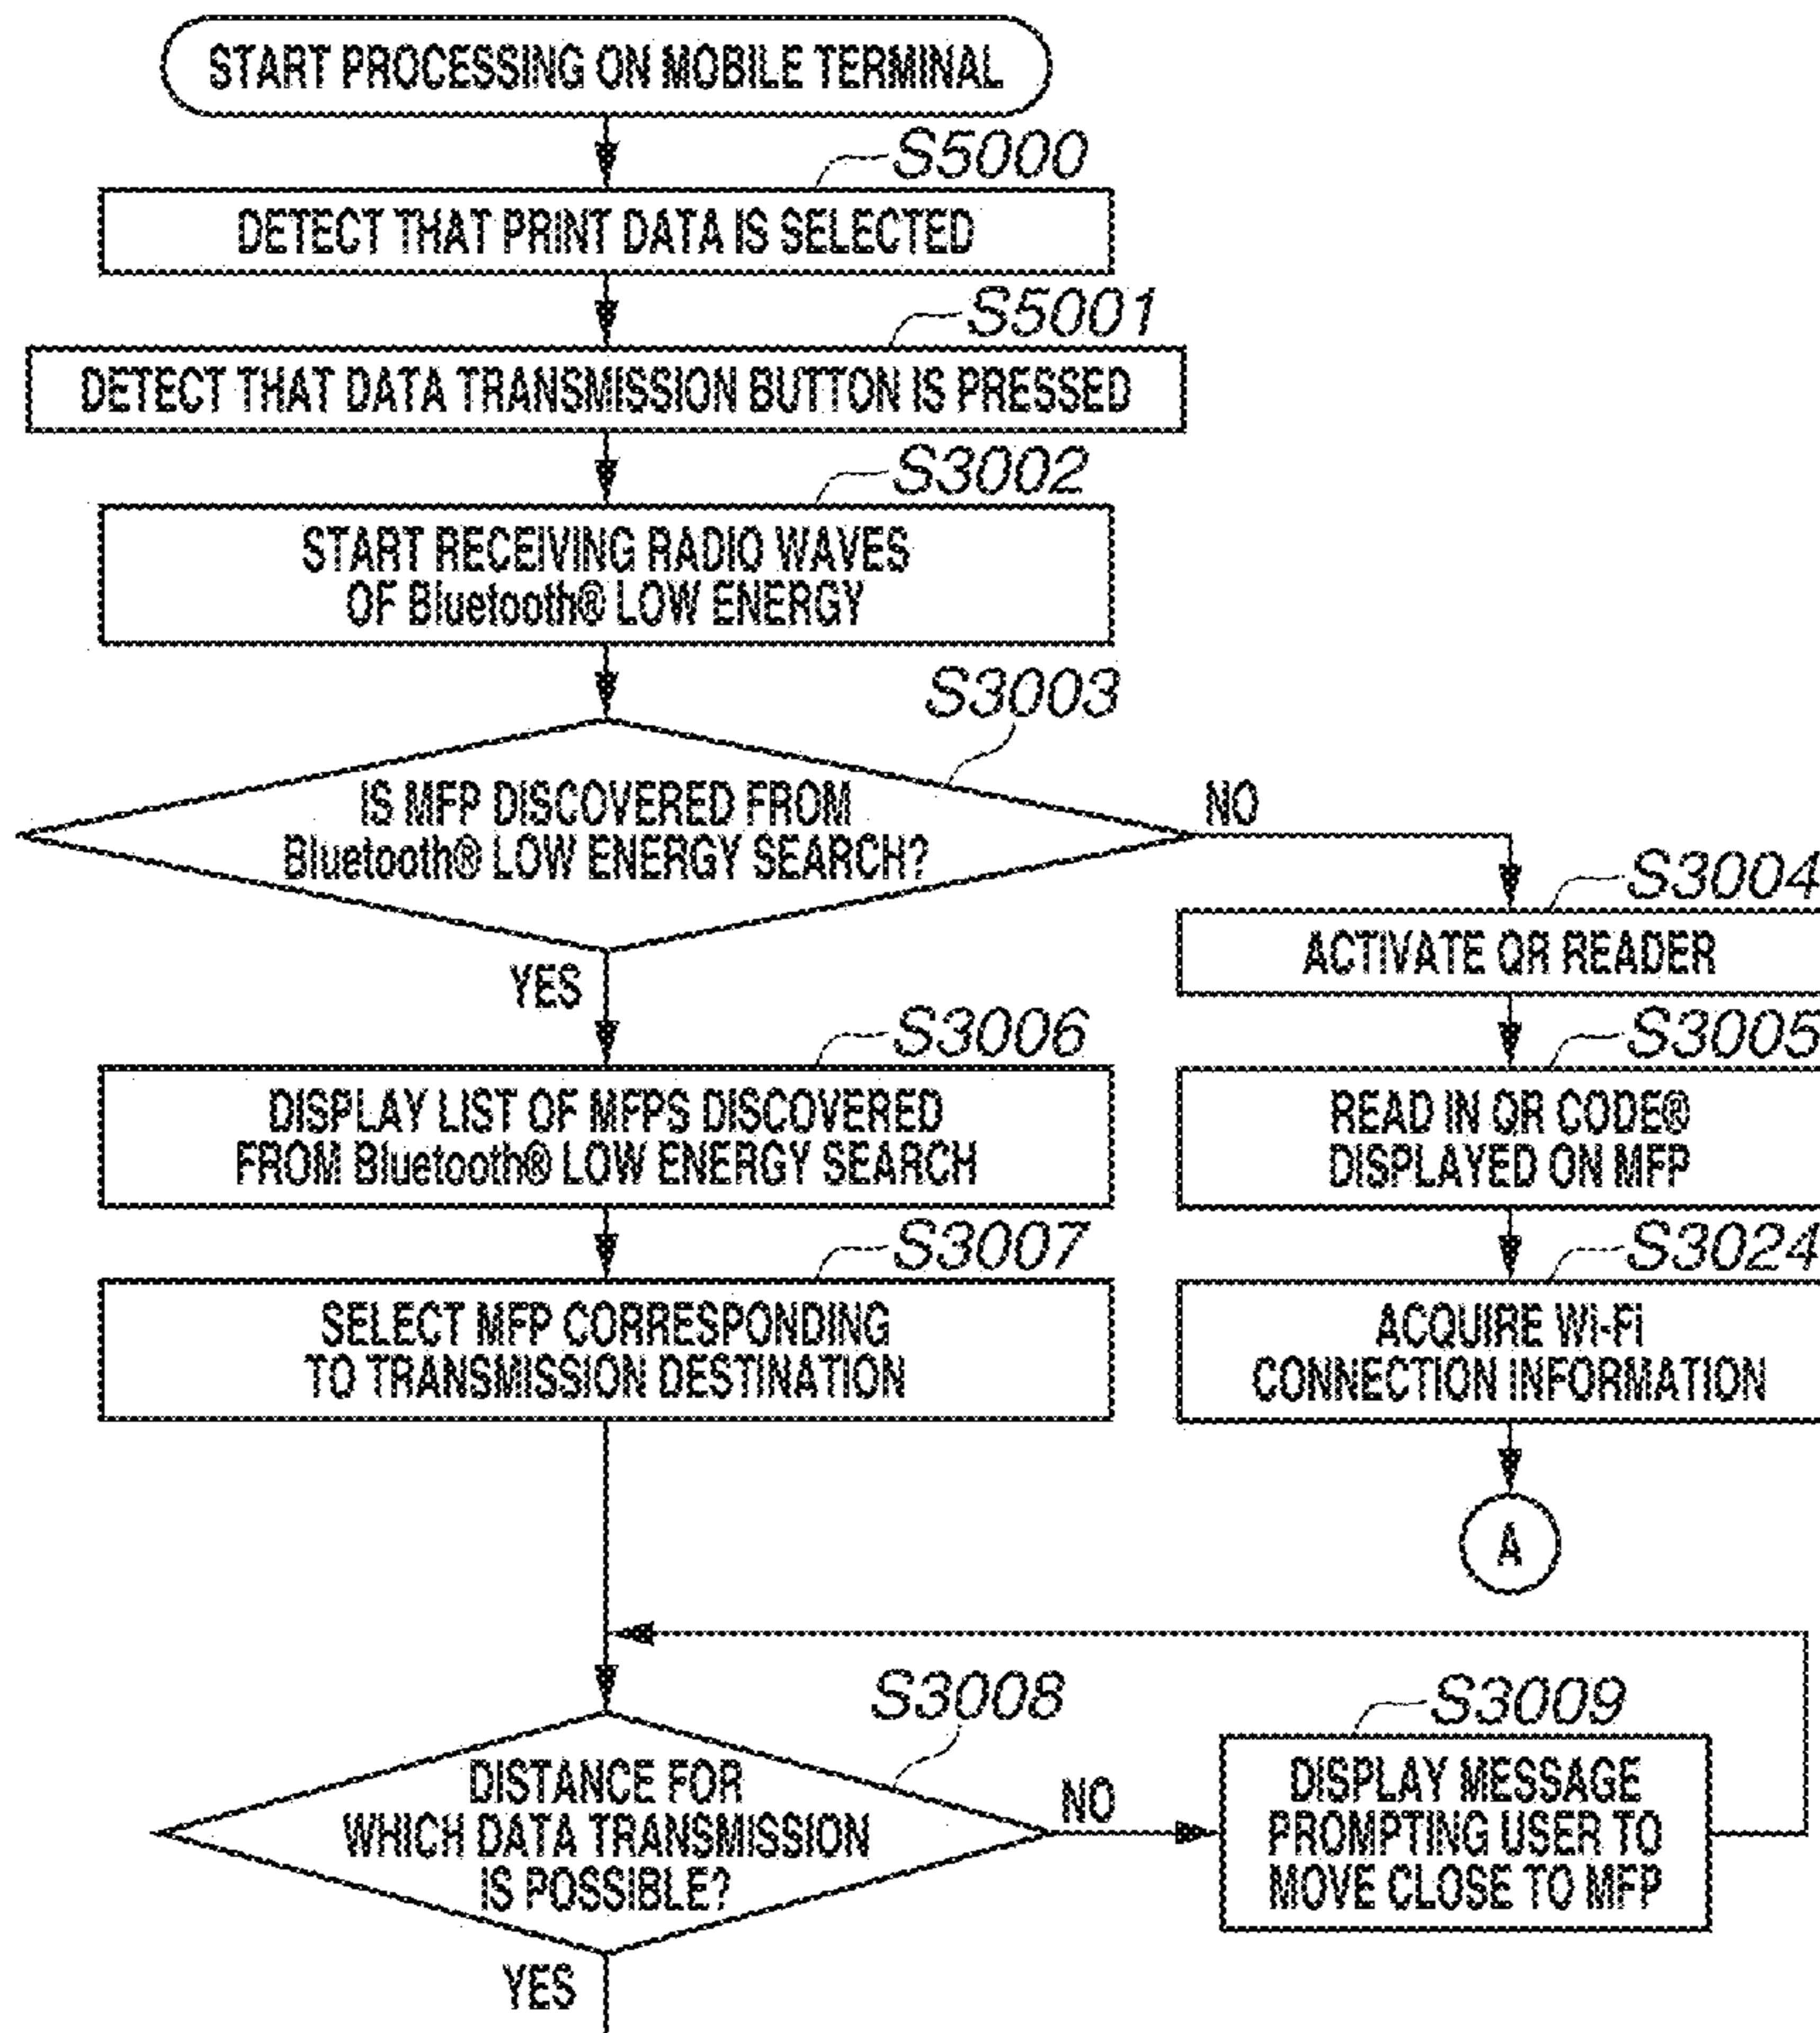 START PROCESSING ON MOBILE TERMINAL
S5000
DETECT THAT PRINT DATA IS SELECTED
S5001
DETECT THAT DATA TRANSMISSION BUTTON IS PRESSED
S3002
START RECEIVING RADIO WAVES
OF Bluetooth® LOW ENERGY
S3003
IS MFP DISCOVERED FROM
Bluetooth® LOW ENERGY SEARCH?
NO
YES
S3004
ACTIVATE QR READER
S3005
READ IN QR CODE®
DISPLAYED ON MFP
S3024
ACQUIRE Wi-Fi
CONNECTION INFORMATION
A
S3006
DISPLAY LIST OF MFPS DISCOVERED
FROM Bluetooth® LOW ENERGY SEARCH
S3007
SELECT MFP CORRESPONDING
TO TRANSMISSION DESTINATION
S3008
DISTANCE FOR
WHICH DATA TRANSMISSION
IS POSSIBLE?
NO
S3009
DISPLAY MESSAGE
PROMPTING USER TO
MOVE CLOSE TO MFP
YES